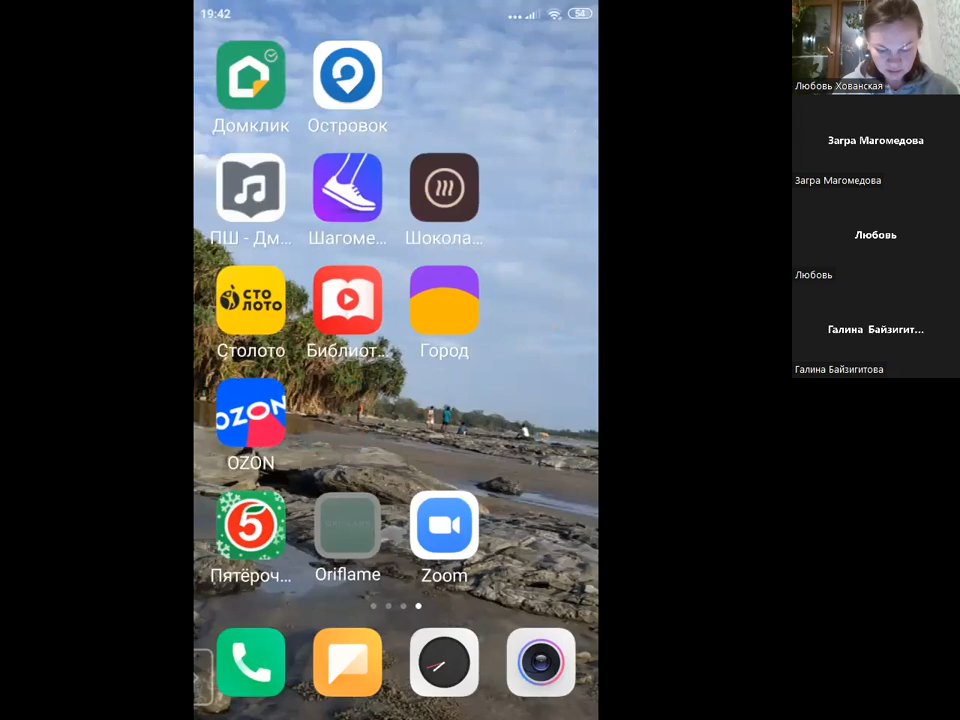 19:42
54
Домклик
Островок
ПШ - Дм...
Шагоме...
Шокола...
СТО
ЛОТО
Столото
Библиот...
Город
OZON
OZON
5
Пятёроч...
Oriflame
Zoom
Любовь Хованская
Загра Магомедова
Загра Магомедова
Любовь
Любовь
Галина Байзигит...
Галина Байзигитова